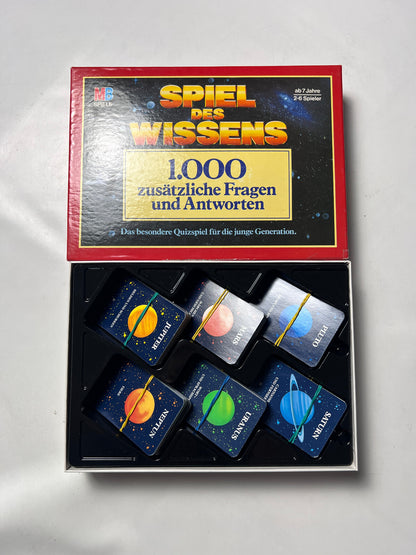 MB
SPIELE
SPIEL
DES
WISSENS
ab 7 Jahre
2-6 Spieler
1.000
zusätzliche Fragen
und Antworten
Das besondere Quizspiel für die junge Generation.
JUPITER
MARS
PLUTO
NEPTUN
URANUS
SATURN